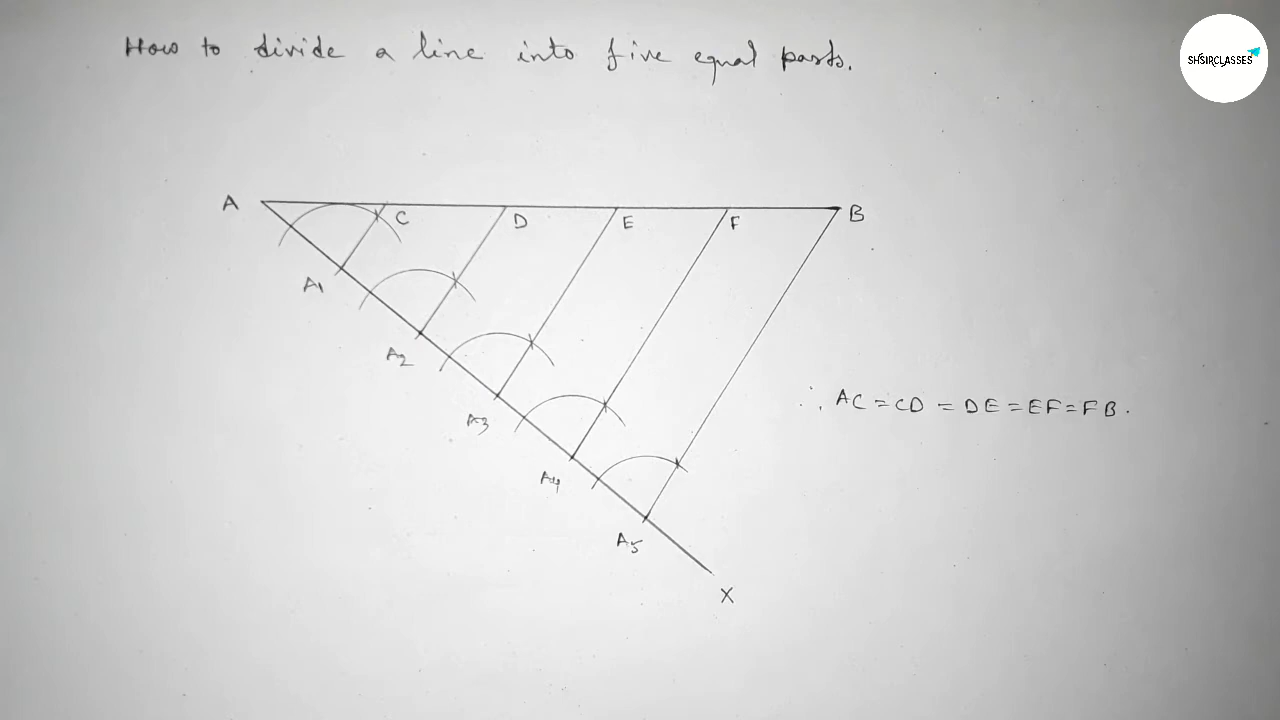 How to divide a line into five equal parts.
SHSIRCLASSES
A
C
D
E
F
B
A1
A2
A3
A4
A5
X
∴ AC = CD = DE = EF = FB.